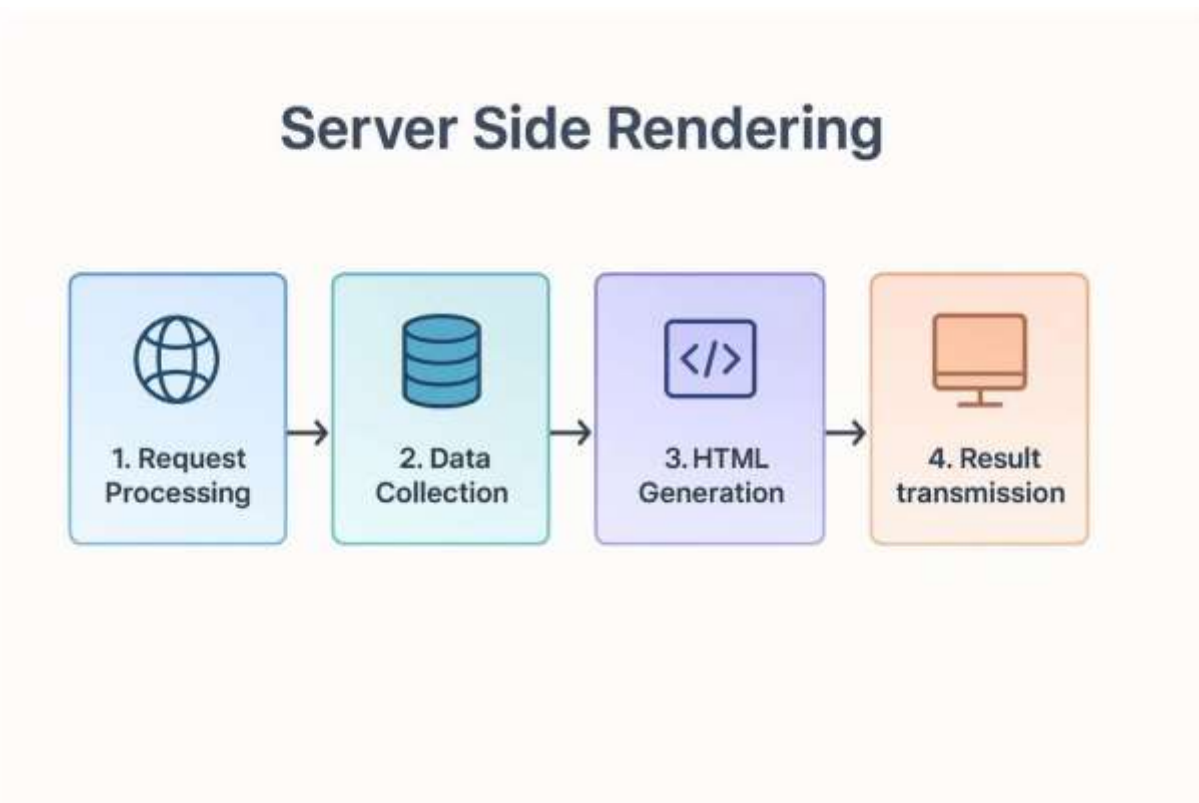 Server Side Rendering
1. Request
Processing
2. Data
Collection
</>
3. HTML
Generation
4. Result
transmission